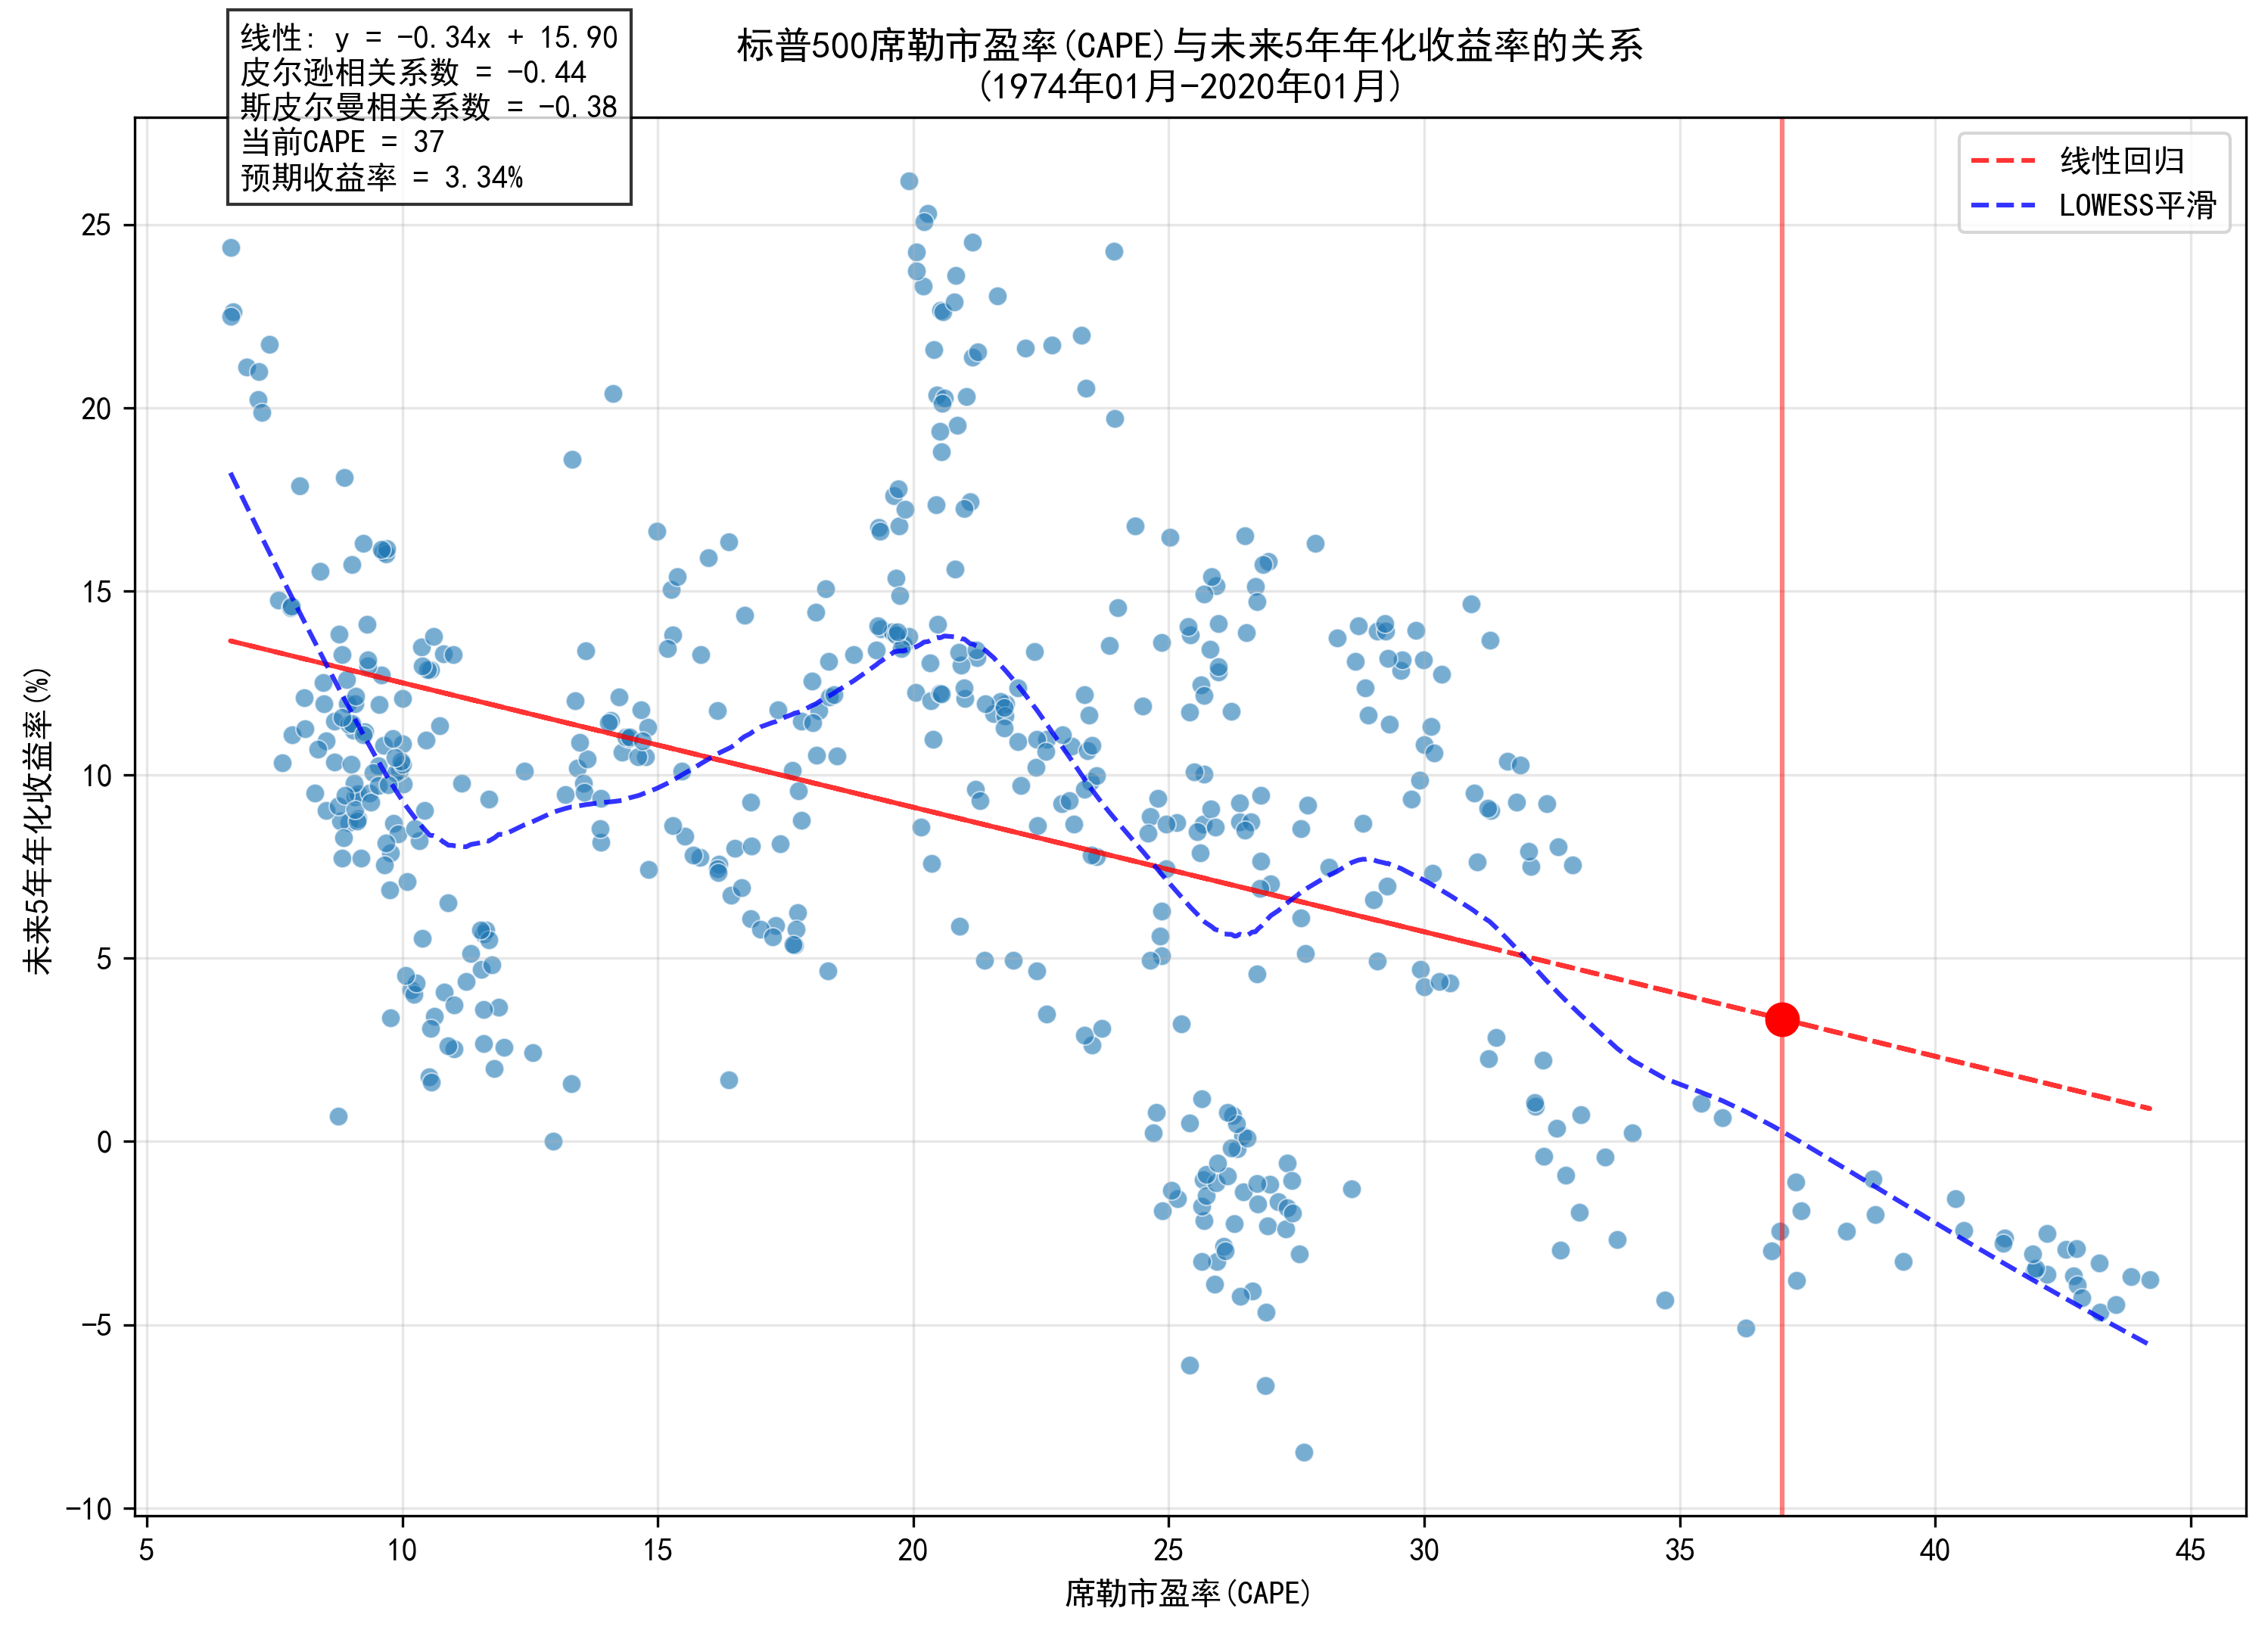 线性: y = -0.34x + 15.90
皮尔逊相关系数 = -0.44
斯皮尔曼相关系数 = -0.38
当前CAPE = 37
预期收益率 = 3.34%
标普500席勒市盈率(CAPE)与未来5年年化收益率的关系
(1974年01月-2020年01月)
线性回归
LOWESS平滑
未来5年年化收益率(%)
25
20
15
10
5
0
-5
-10
5 10 15 20 25 30 35 40 45
席勒市盈率(CAPE)